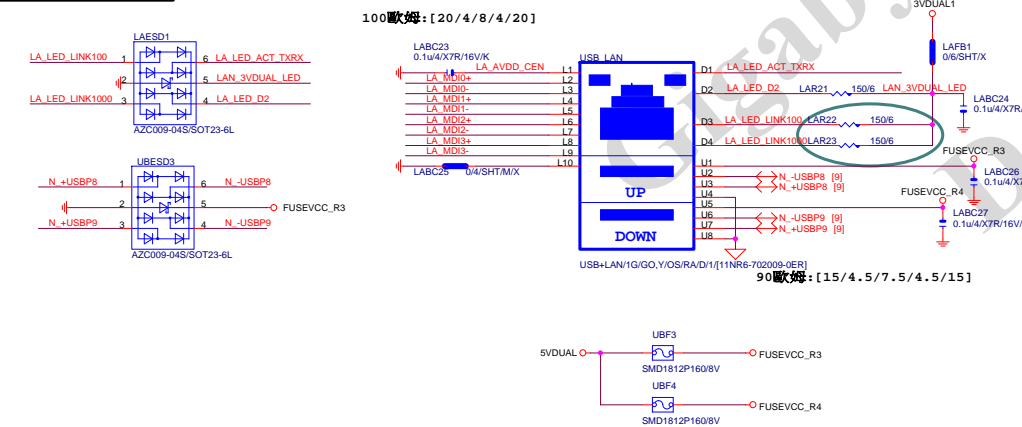 100歐姆:[20/4/8/4/20]
3VDUAL1
LAESD1
LA_LED_LINK100
1
6
LA_LED_ACT_TXRX
2
5
LAN_3VDUAL_LED
LA_LED_LINK1000
3
4
LA_LED_D2
AZC009-04S/SOT23-6L
UBESD3
N_+USBP8
1
6
N_-USBP8
2
5
FUSEVCC_R3
N_+USBP9
3
4
N_-USBP9
AZC009-04S/SOT23-6L
LABC23
0.1u/4/X7R/16V/K
USB_LAN
LA_AVDD_CEN
L1
LA_MDI0+
L2
LA_MDI0-
L3
LA_MDI1+
L4
LA_MDI1-
L5
LA_MDI2+
L6
LA_MDI2-
L7
LA_MDI3+
L8
LA_MDI3-
L9
L10
LABC25
0/4/SHT/M/X
D1
LA_LED_ACT_TXRX
D2
LA_LED_D2
LAR21
150/6
LAN_3VDUAL_LED
D3
LA_LED_LINK100
LAR22
150/6
D4
LA_LED_LINK1000
LAR23
150/6
LAFB1
0/6/SHT/X
LABC24
0.1u/4/X7R/
U1
FUSEVCC_R3
U2
N_-USBP8 [9]
U3
N_+USBP8 [9]
U4
U5
FUSEVCC_R4
U6
N_-USBP9 [9]
U7
N_+USBP9 [9]
U8
LABC26
0.1u/4/X7
LABC27
0.1u/4/X7R/16V/
UP
DOWN
USB+LAN/1G/GO,Y/OS/RA/D/1/[11NR6-702009-0ER]
90歐姆:[15/4.5/7.5/4.5/15]
5VDUAL
UBF3
FUSEVCC_R3
SMD1812P160/8V
UBF4
FUSEVCC_R4
SMD1812P160/8V
Gigaby
D